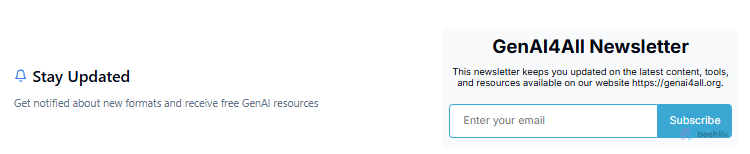 Stay Updated
Get notified about new formats and receive free GenAI resources
GenAI4All Newsletter
This newsletter keeps you updated on the latest content, tools,
and resources available on our website https://genai4all.org.
Enter your email
Subscribe
beehiiv